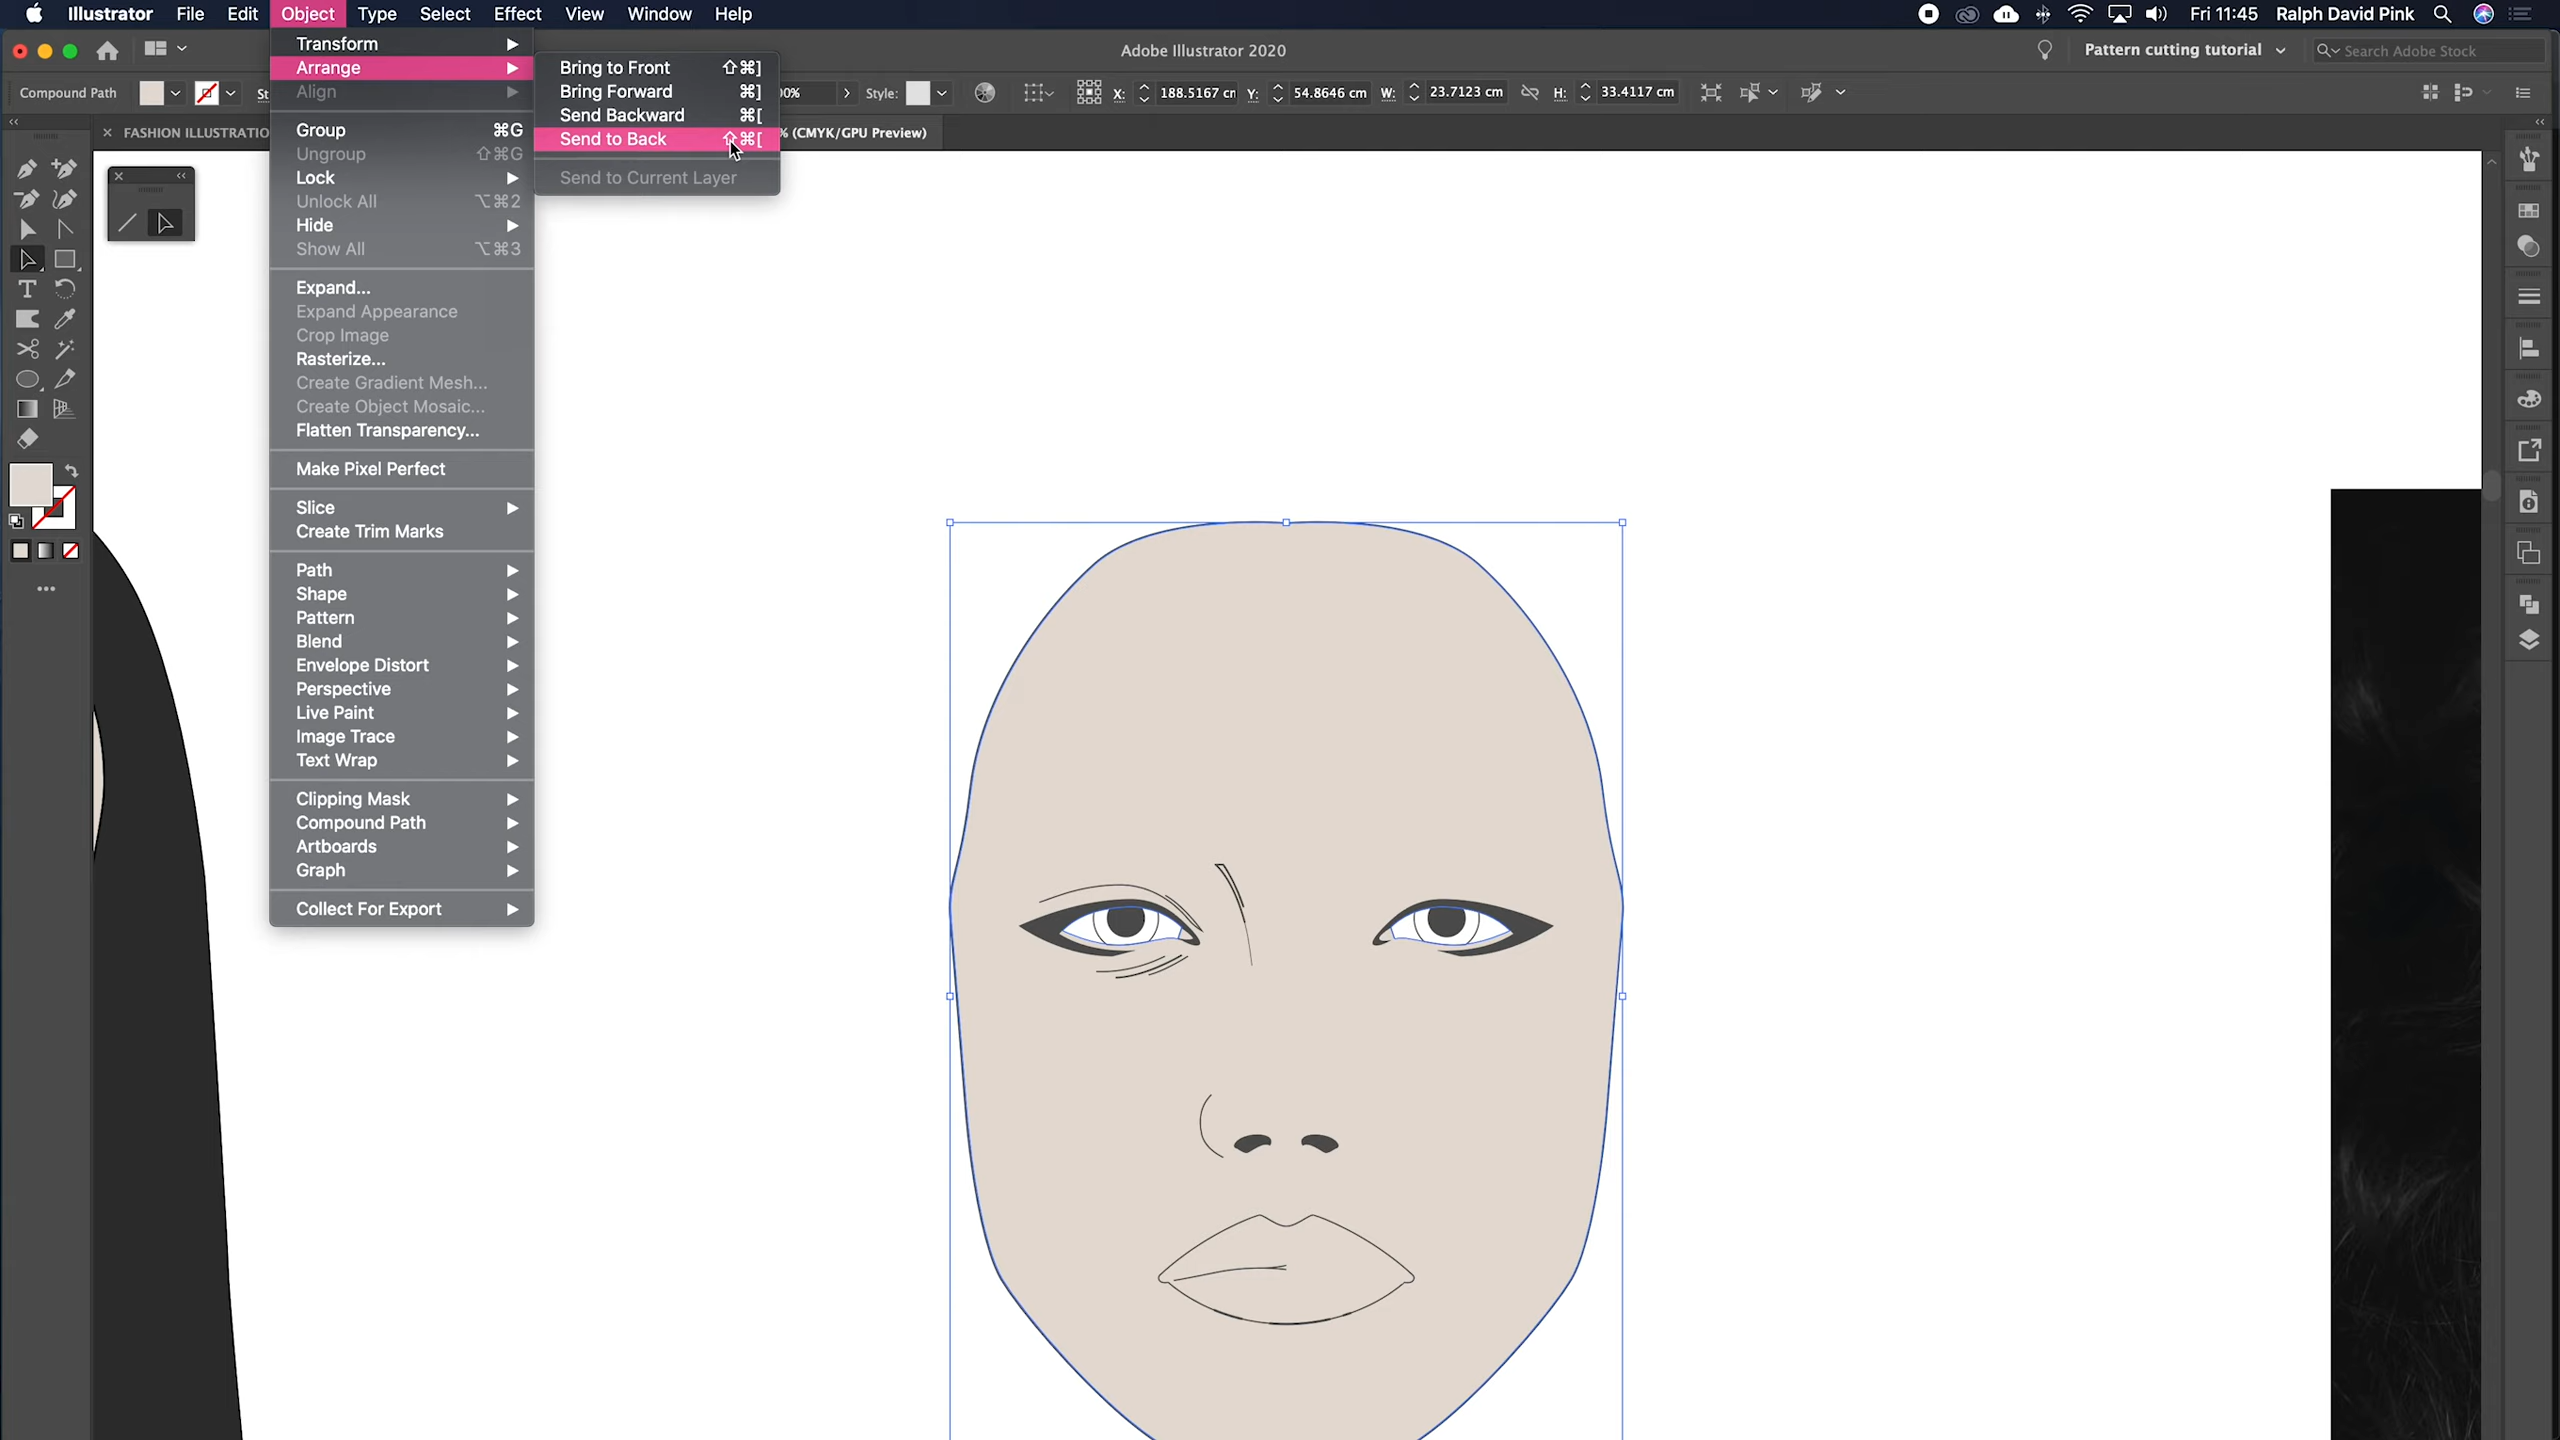 Illustrator File Edit Object Type Select Effect View Window Help Fri 11:45 Ralph David Pink
Adobe Illustrator 2020 Pattern cutting tutorial Search Adobe Stock
Compound Path St 00% Style: X: 188.5167 cm Y: 54.8646 cm W: 23.7123 cm H: 33.4117 cm
× FASHION ILLUSTRATIO % (CMYK/GPU Preview)
Transform
Arrange
Align
Group ⌘G
Ungroup ⇧⌘G
Lock
Unlock All ⌥⌘2
Hide
Show All ⌥⌘3
Expand...
Expand Appearance
Crop Image
Rasterize...
Create Gradient Mesh...
Create Object Mosaic...
Flatten Transparency...
Make Pixel Perfect
Slice
Create Trim Marks
Path
Shape
Pattern
Blend
Envelope Distort
Perspective
Live Paint
Image Trace
Text Wrap
Clipping Mask
Compound Path
Artboards
Graph
Collect For Export
Bring to Front ⇧⌘]
Bring Forward ⌘]
Send Backward ⌘[
Send to Back ⇧⌘[
Send to Current Layer